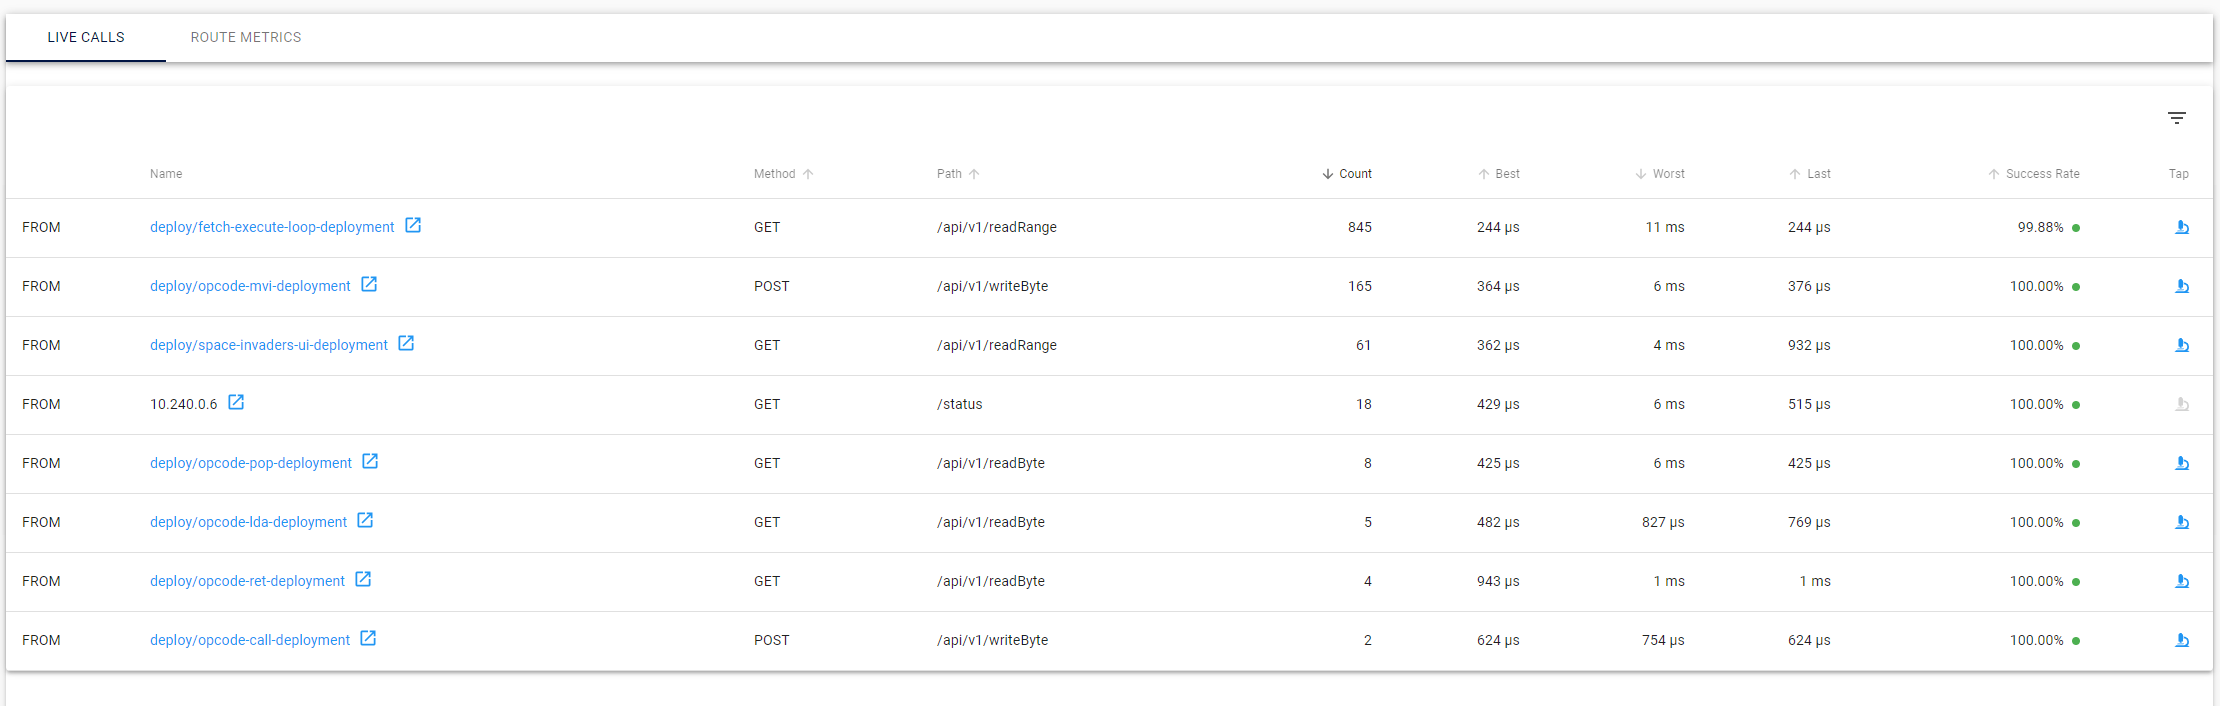 LIVE CALLS ROUTE METRICS
Name Method Path Count Best Worst Last Success Rate Tap
FROM deploy/fetch-execute-loop-deployment GET /api/v1/readRange 845 244 µs 11 ms 244 µs 99.88%
FROM deploy/opcode-mvi-deployment POST /api/v1/writeByte 165 364 µs 6 ms 376 µs 100.00%
FROM deploy/space-invaders-ui-deployment GET /api/v1/readRange 61 362 µs 4 ms 932 µs 100.00%
FROM 10.240.0.6 GET /status 18 429 µs 6 ms 515 µs 100.00%
FROM deploy/opcode-pop-deployment GET /api/v1/readByte 8 425 µs 6 ms 425 µs 100.00%
FROM deploy/opcode-lda-deployment GET /api/v1/readByte 5 482 µs 827 µs 769 µs 100.00%
FROM deploy/opcode-ret-deployment GET /api/v1/readByte 4 943 µs 1 ms 1 ms 100.00%
FROM deploy/opcode-call-deployment POST /api/v1/writeByte 2 624 µs 754 µs 624 µs 100.00%